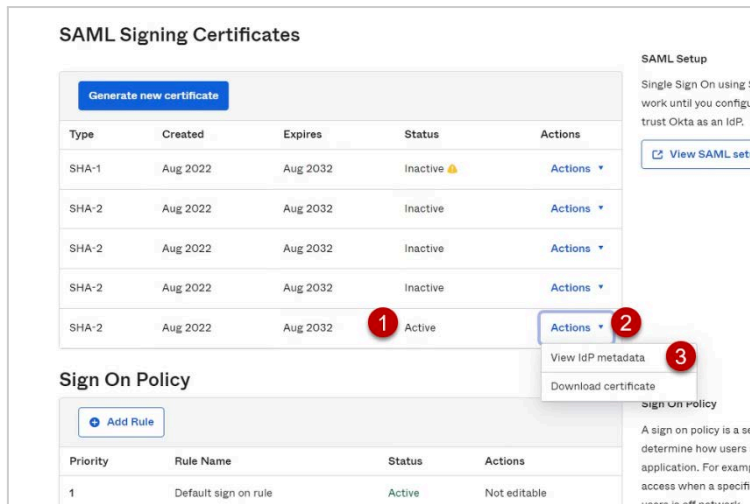 SAML Signing Certificates
Generate new certificate
Type Created Expires Status Actions
SHA-1 Aug 2022 Aug 2032 Inactive Actions
SHA-2 Aug 2022 Aug 2032 Inactive Actions
SHA-2 Aug 2022 Aug 2032 Inactive Actions
SHA-2 Aug 2022 Aug 2032 Inactive Actions
SHA-2 Aug 2022 Aug 2032 1 Active Actions 2
View IdP metadata 3
Download certificate
Sign On Policy
Add Rule
Priority Rule Name Status Actions
1 Default sign on rule Active Not editable
SAML Setup
Single Sign On using
work until you
trust Okta as an IdP.
View SAML
Sign On Policy
A sign on policy is a
determine how users
application. For
access when a
users is off network